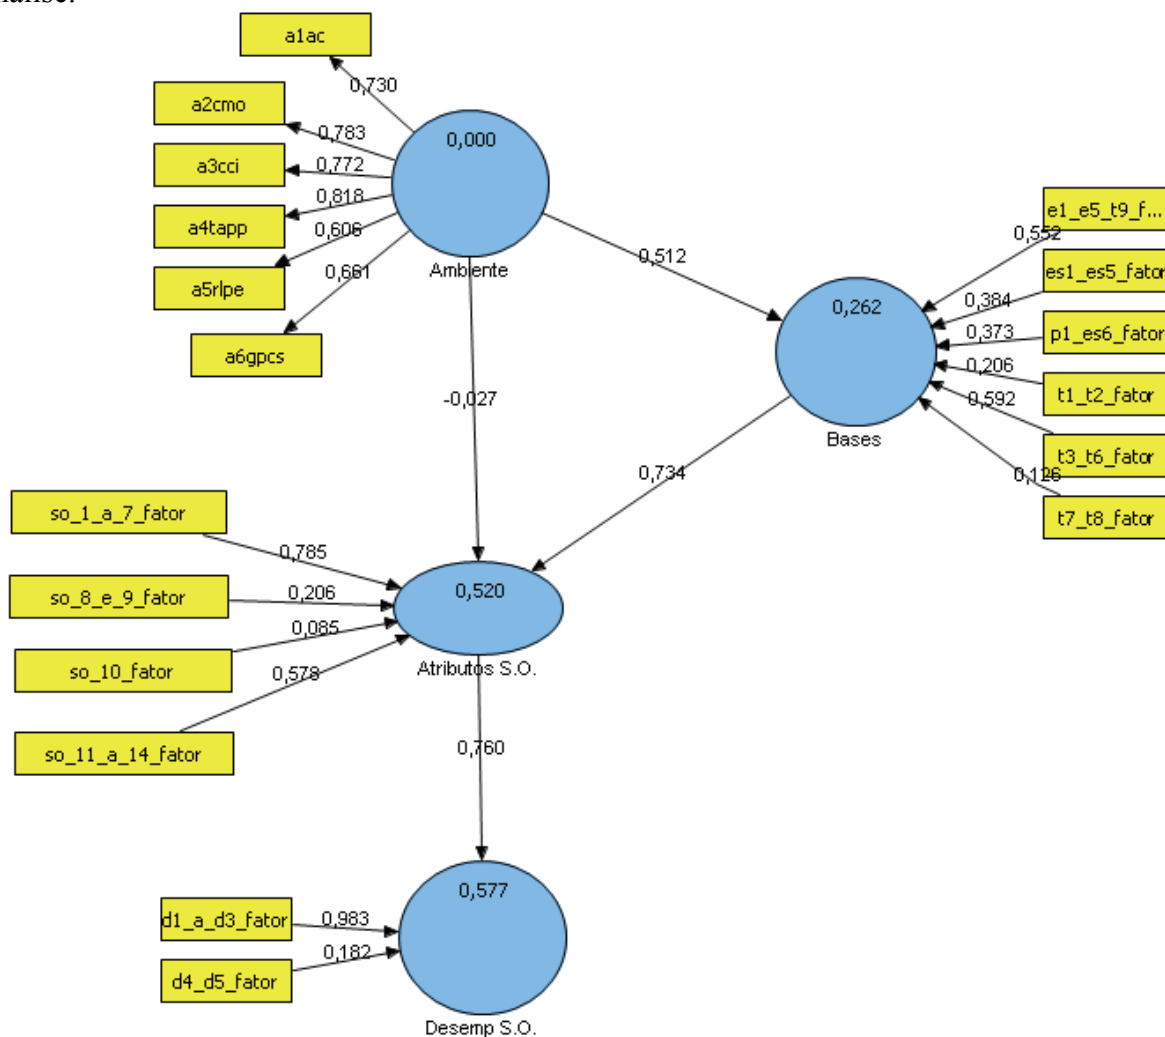 a1ac
0,730
a2cmo
0,783
0,000
a3cci
0,772
a4tapp
0,818
a5rlpe
0,606
Ambiente
a6gpcs
0,661
0,512
e1_e5_t9_f...
0,552
es1_es5_fator
0,384
0,262
p1_es6_fator
0,373
t1_t2_fator
0,206
t3_t6_fator
0,592
t7_t8_fator
0,126
Bases
-0,027
0,734
so_1_a_7_fator
0,785
so_8_e_9_fator
0,206
so_10_fator
0,085
so_11_a_14_fator
0,578
0,520
Atributos S.O.
0,760
0,577
d1_a_d3_fator
0,983
d4_d5_fator
0,182
Desemp S.O.